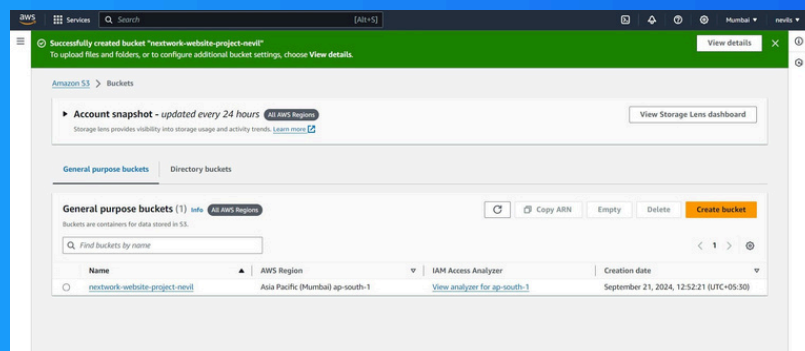 aws Services Search [Alt+S] Mumbai nevils
Successfully created bucket "nextwork-website-project-nevil"
To upload files and folders, or to configure additional bucket settings, choose View details.
View details
Amazon S3 > Buckets
Account snapshot - updated every 24 hours All AWS Regions
Storage lens provides visibility into storage usage and activity trends. Learn more
View Storage Lens dashboard
General purpose buckets Directory buckets
General purpose buckets (1) Info All AWS Regions
Buckets are containers for data stored in S3.
Copy ARN Empty Delete Create bucket
Find buckets by name
1
Name AWS Region IAM Access Analyzer Creation date
nextwork-website-project-nevil Asia Pacific (Mumbai) ap-south-1 View analyzer for ap-south-1 September 21, 2024, 12:52:21 (UTC+05:30)